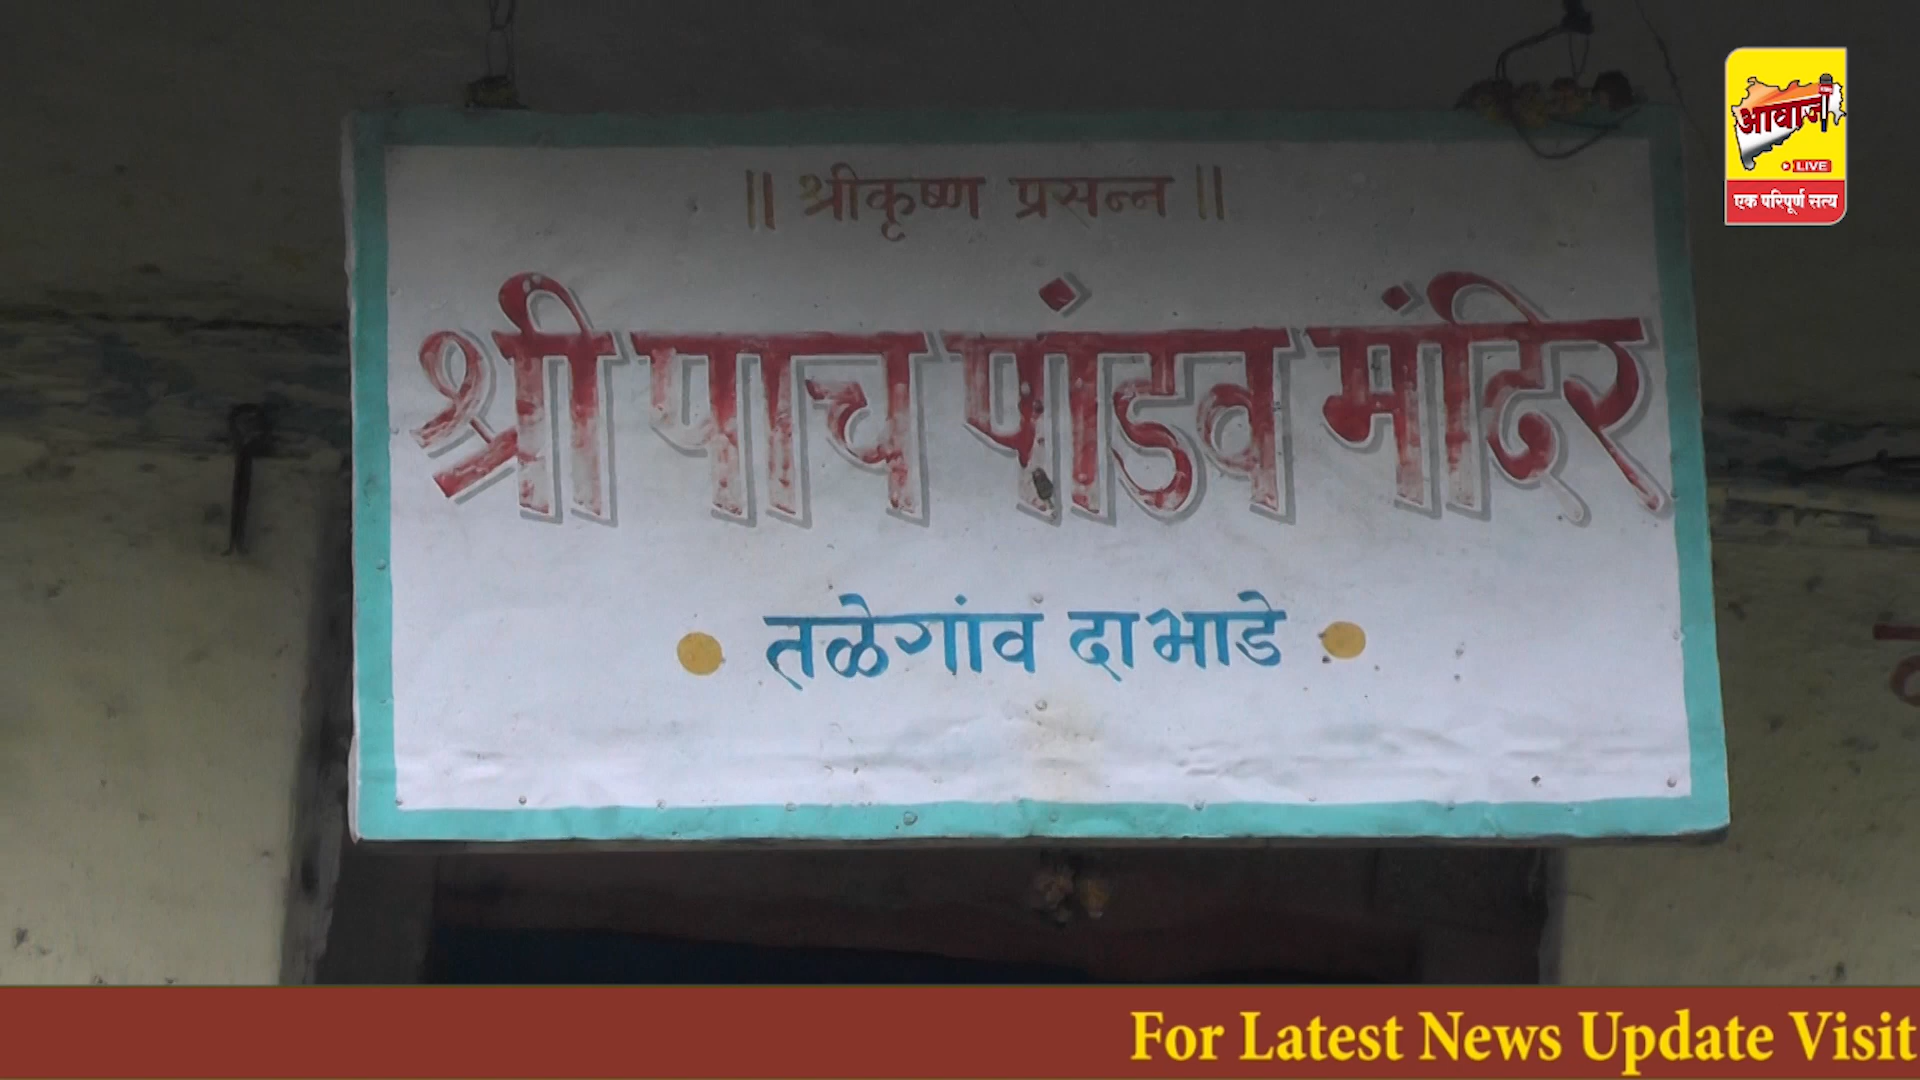 || श्रीकृष्ण प्रसन्न ||
श्री पाच पांडव मंदिर
तळेगांव दाभाडे
आवाज
LIVE
एक परिपूर्ण सत्य
For Latest News Update Visit